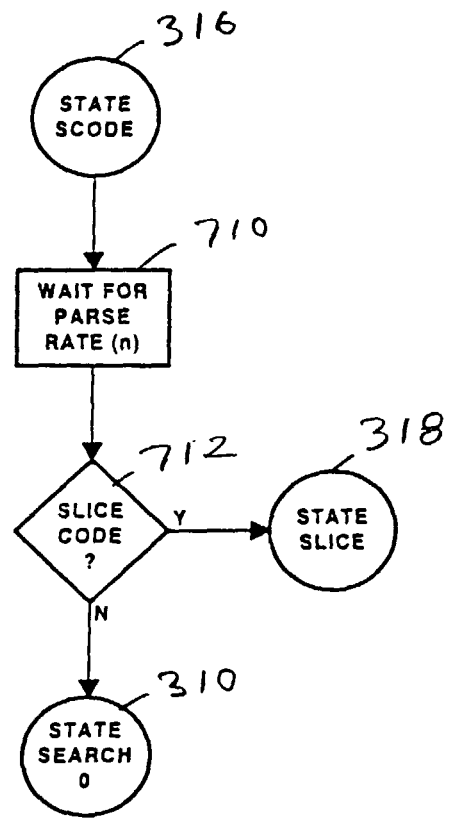 316
STATE
SCODE
710
WAIT FOR
PARSE
RATE (n)
712
SLICE
CODE
?
Y
318
STATE
SLICE
N
310
STATE
SEARCH
0